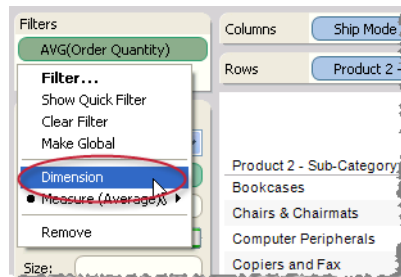 Filters
AVG(Order Quantity)
Filter...
Show Quick Filter
Clear Filter
Make Global
Dimension
Measure (Average)
Remove
Size:
Columns
Ship Mode
Rows
Product 2 -
Product 2 - Sub-Category
Bookcases
Chairs & Chairmats
Computer Peripherals
Copiers and Fax